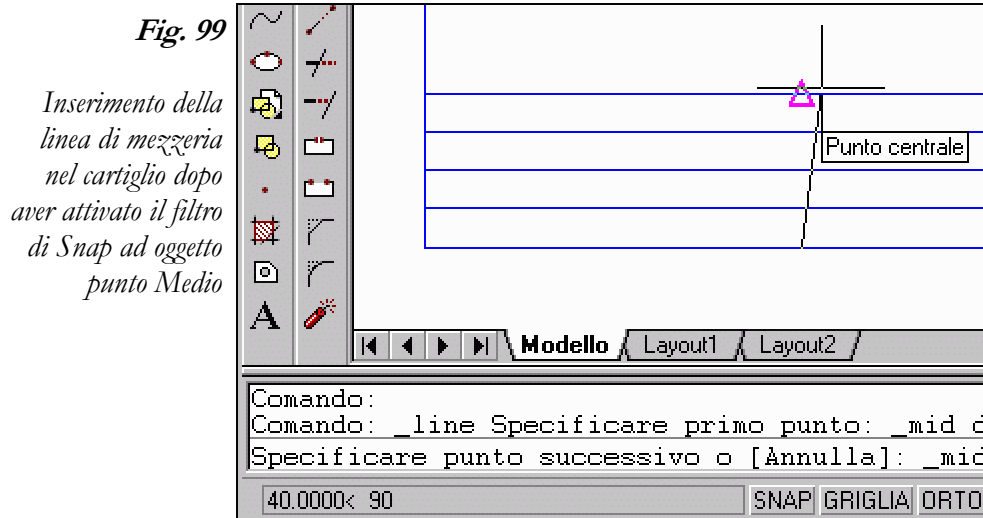 Fig. 99
Inserimento della
linea di mezzeria
nel cartiglio dopo
aver attivato il filtro
di Snap ad oggetto
punto Medio
A
Punto centrale
Modello Layout1 Layout2
Comando:
Comando: _line Specificare primo punto: _mid d
Specificare punto successivo o [Annulla]: _mid
40.0000< 90 SNAP GRIGLIA ORTO